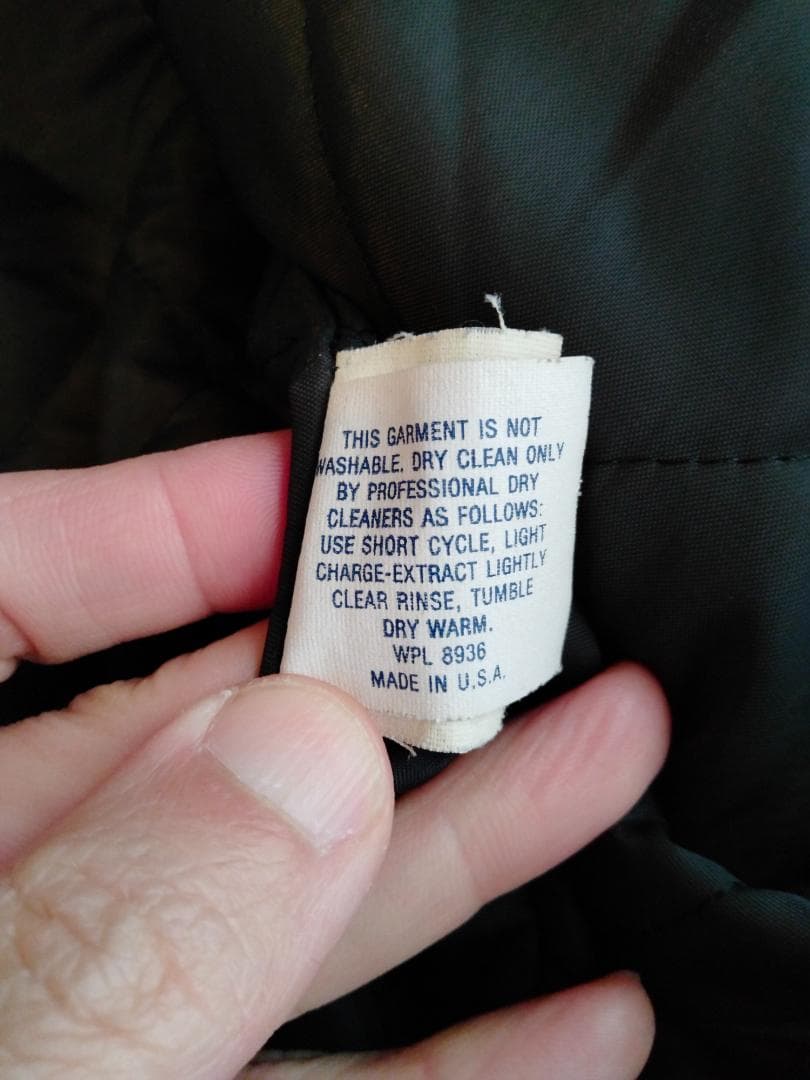 THIS GARMENT IS NOT
WASHABLE. DRY CLEAN ONLY
BY PROFESSIONAL DRY
CLEANERS AS FOLLOWS:
USE SHORT CYCLE, LIGHT
CHARGE-EXTRACT LIGHTLY
CLEAR RINSE, TUMBLE
DRY WARM.
WPL 8936
MADE IN U.S.A.